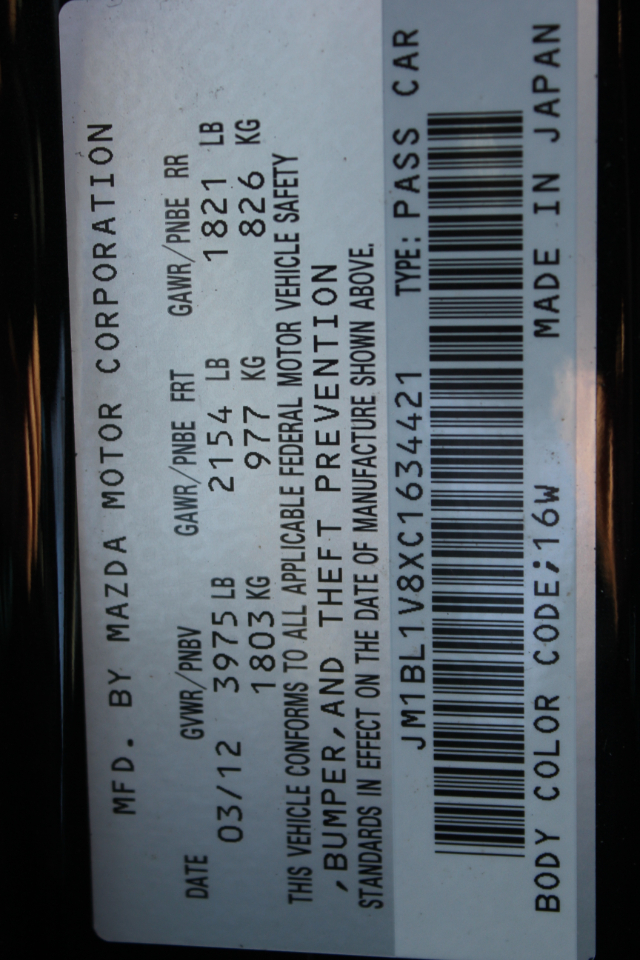 MFD. BY MAZDA MOTOR CORPORATION
GVWR/PNBV GAWR/PNBE FRT GAWR/PNBE RR
DATE 03/12 3975 LB 2154 LB 1821 LB
1803 KG 977 KG 826 KG
THIS VEHICLE CONFORMS TO ALL APPLICABLE FEDERAL MOTOR VEHICLE SAFETY
,BUMPER,AND THEFT PREVENTION
STANDARDS IN EFFECT ON THE DATE OF MANUFACTURE SHOWN ABOVE.
JM1BL1V8XC1634421 TYPE: PASS CAR
BODY COLOR CODE;16W MADE IN JAPAN